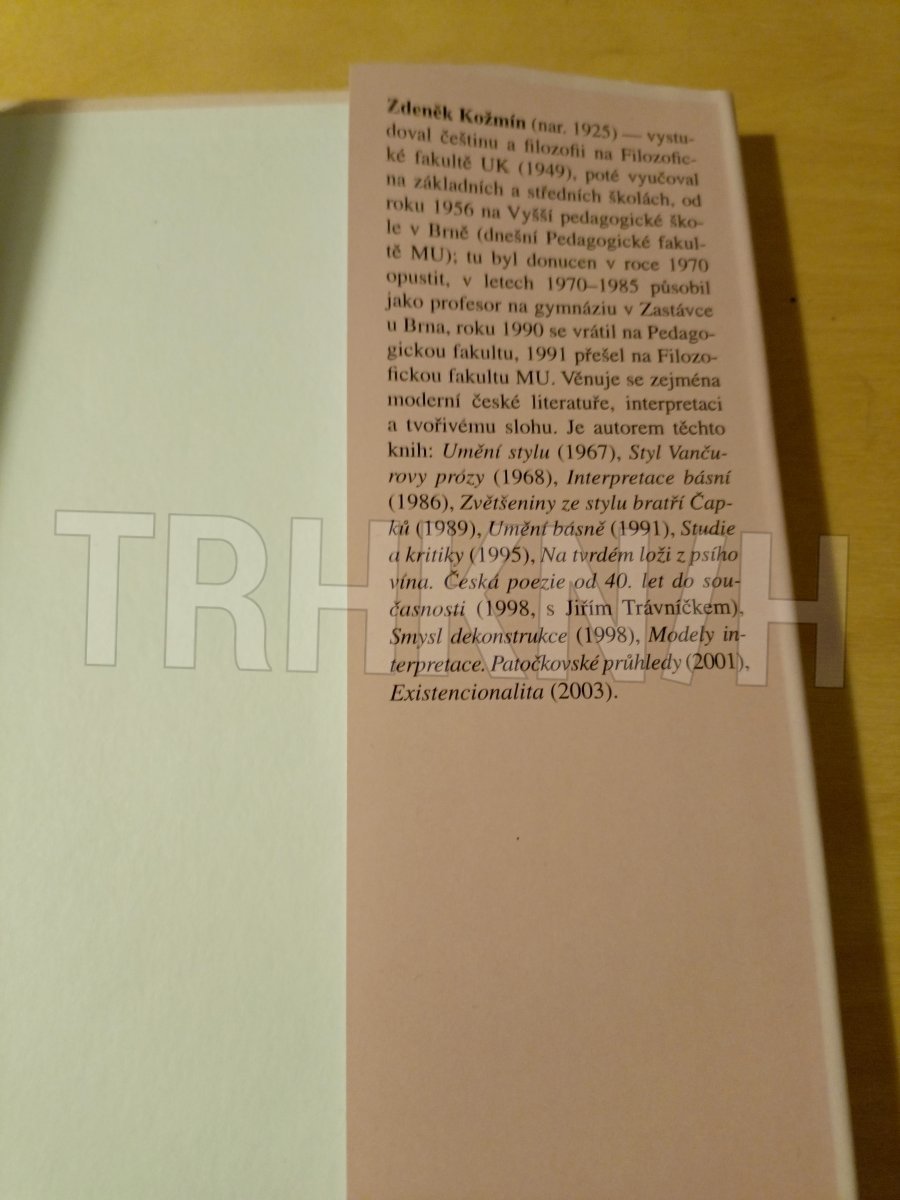 Zdeněk Kožmín (nar. 1925) — vystu-
doval češtinu a filozofii na Filozofic-
ké fakultě UK (1949), poté vyučoval
na základních a středních školách, od
roku 1956 na Vyšší pedagogické ško-
le v Brně (dnešní Pedagogické fakul-
tě MU); tu byl donucen v roce 1970
opustit, v letech 1970–1985 působil
jako profesor na gymnáziu v Zastávce
u Brna, roku 1990 se vrátil na Pedago-
gickou fakultu, 1991 přešel na Filozo-
fickou fakultu MU. Věnuje se zejména
moderní české literatuře, interpretaci
a tvořivému slohu. Je autorem těchto
knih: Umění stylu (1967), Styl Vanču-
rovy prózy (1968), Interpretace básní
(1986), Zvětšeniny ze stylu bratří Čap-
ků (1989), Umění básně (1991), Studie
a kritiky (1995), Na tvrdém loži z psího
vína. Česká poezie od 40. let do sou-
časnosti (1998, s Jiřím Trávníčkem),
Smysl dekonstrukce (1998), Modely in-
terpretace. Patočkovské průhledy (2001),
Existencionalita (2003).
TRHKNIH